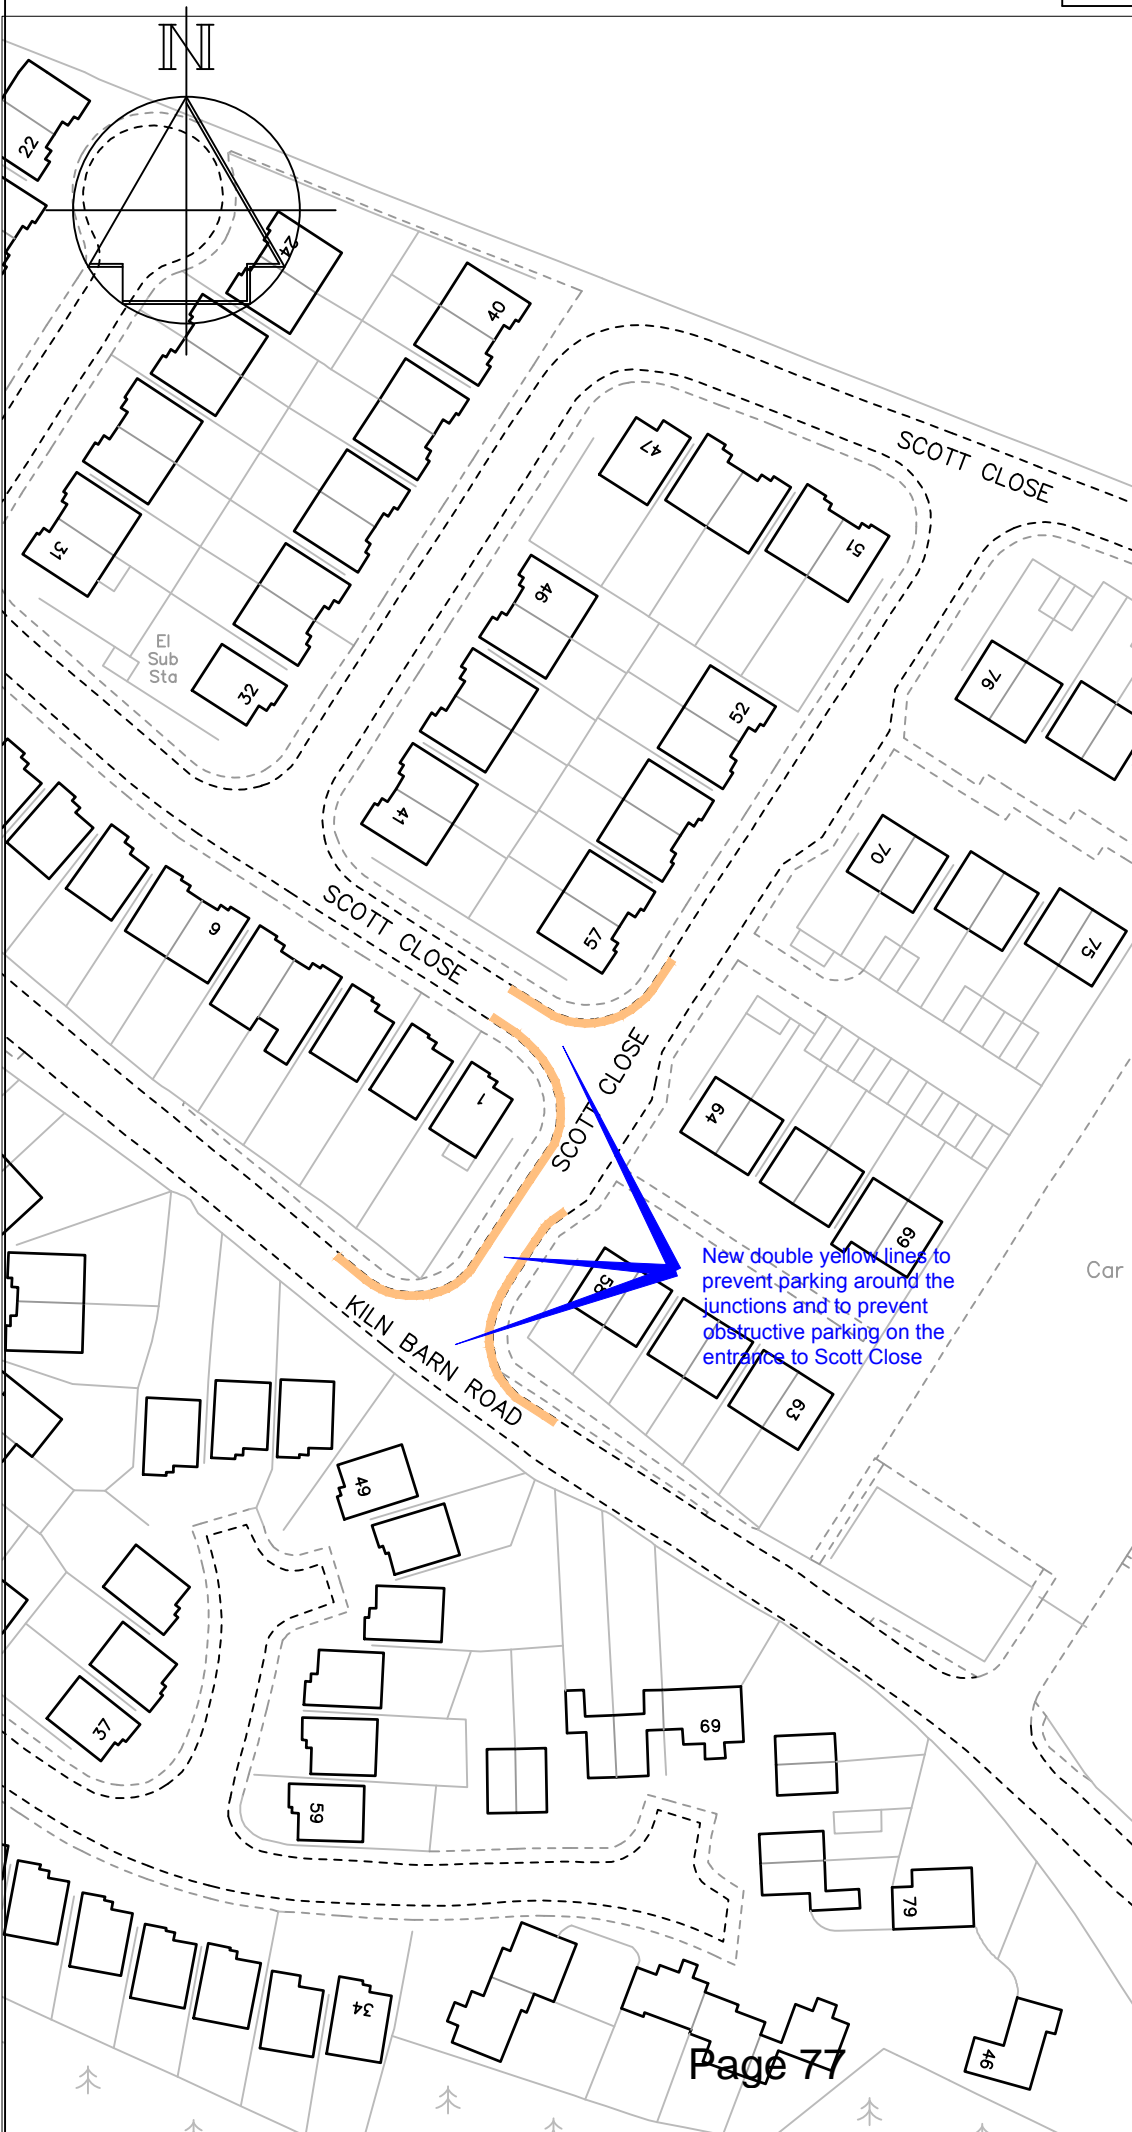 N
22
24
40
SCOTT CLOSE
47
51
31
46
El
Sub
Sta
76
32
52
41
70
SCOTT CLOSE
9
57
75
SCOTT CLOSE
1
64
69
New double yellow lines to
prevent parking around the
junctions and to prevent
obstructive parking on the
entrance to Scott Close
58
Car
KILN BARN ROAD
63
49
37
69
59
79
34
46
Page 77